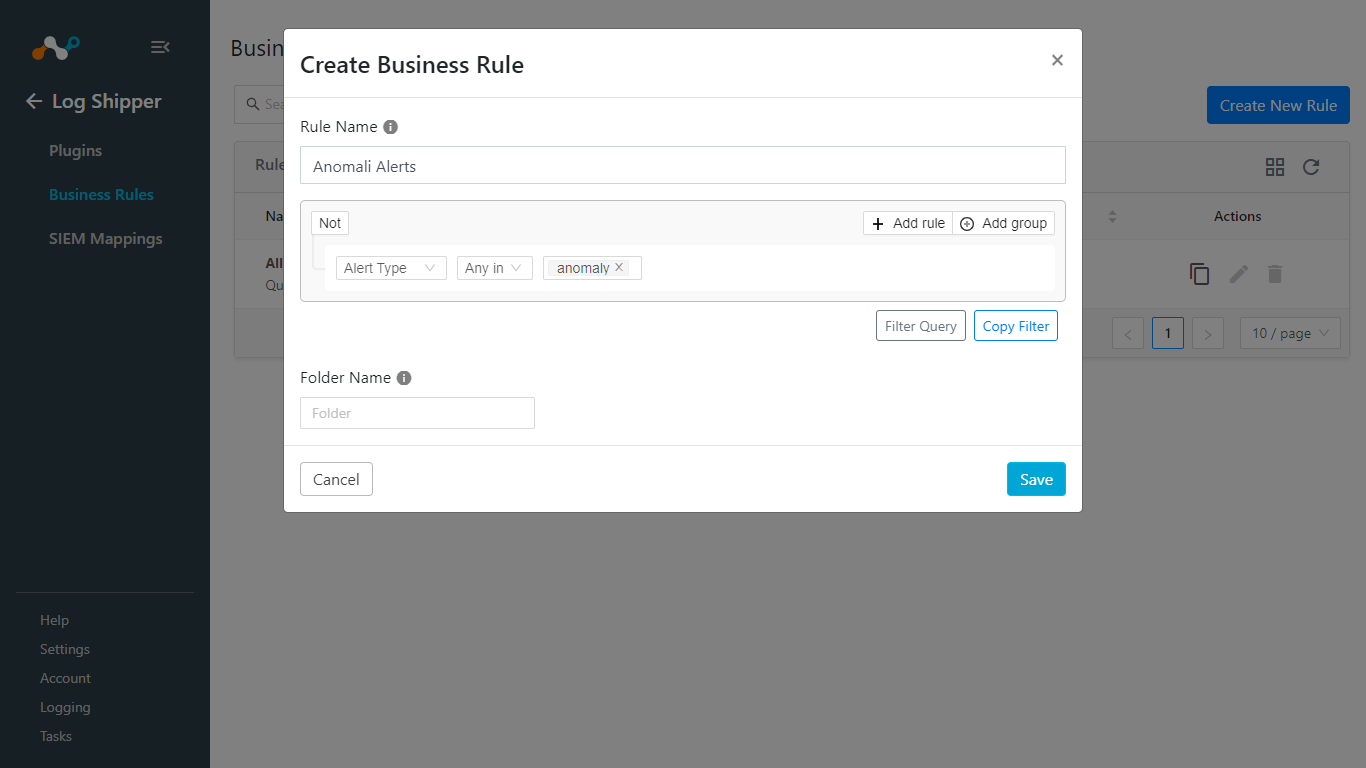 Log Shipper
Plugins
Business Rules
SIEM Mappings
Help
Settings
Account
Logging
Tasks
Busin
Sea
Create New Rule
Rule
Na
Actions
All
Qu
1
10 / page
Create Business Rule
Rule Name
Anomali Alerts
Not
Add rule
Add group
Alert Type
Any in
anomaly
Filter Query
Copy Filter
Folder Name
Folder
Cancel
Save